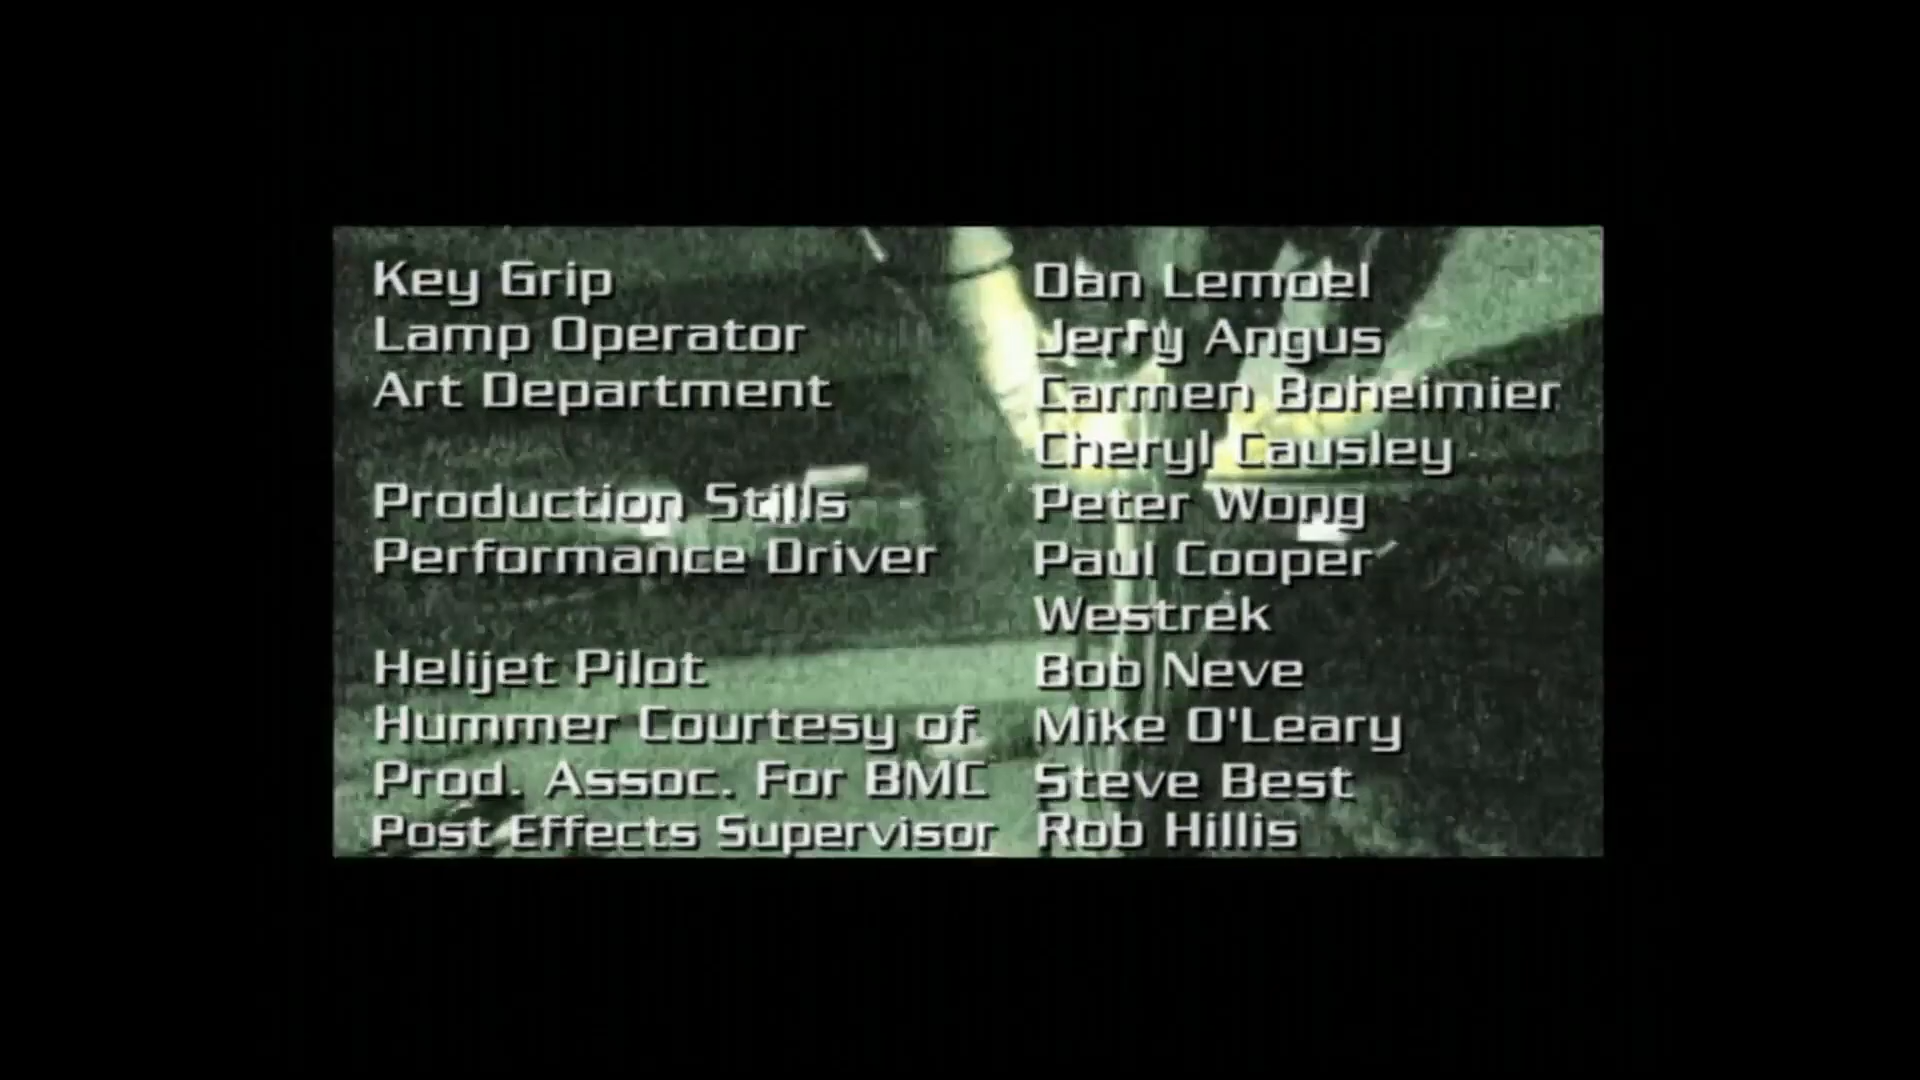 Key Grip Dan Lemoel
Lamp Operator Jerry Angus
Art Department Carmen Boheimier
Cheryl Causley
Production Stills Peter Wong
Performance Driver Paul Cooper
Westrek
Helijet Pilot Bob Neve
Hummer Courtesy of Mike O'Leary
Prod. Assoc. For BMC Steve Best
Post Effects Supervisor Rob Hillis